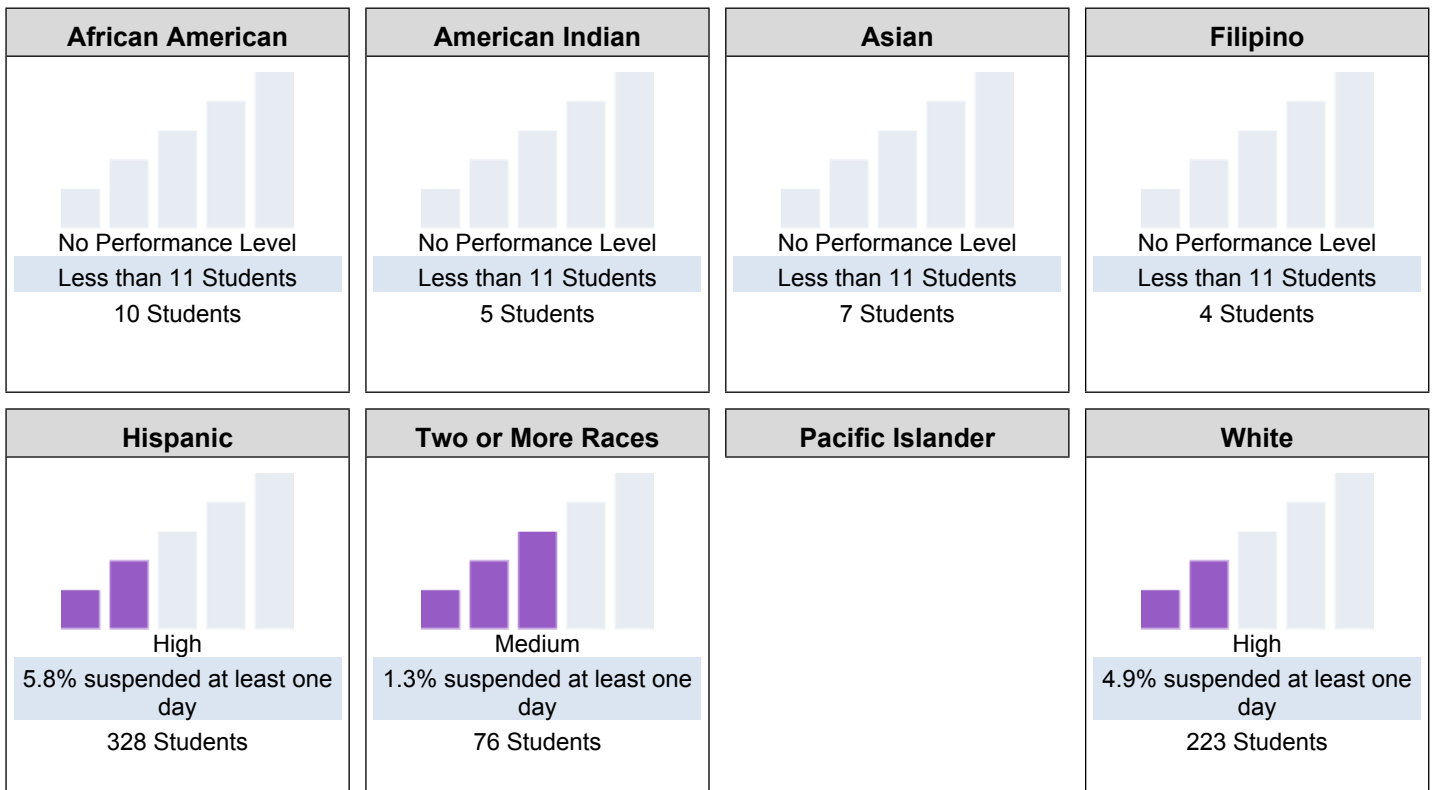 African American
No Performance Level
Less than 11 Students
10 Students
American Indian
No Performance Level
Less than 11 Students
5 Students
Asian
No Performance Level
Less than 11 Students
7 Students
Filipino
No Performance Level
Less than 11 Students
4 Students
Hispanic
High
5.8% suspended at least one
day
328 Students
Two or More Races
Medium
1.3% suspended at least one
day
76 Students
Pacific Islander
White
High
4.9% suspended at least one
day
223 Students